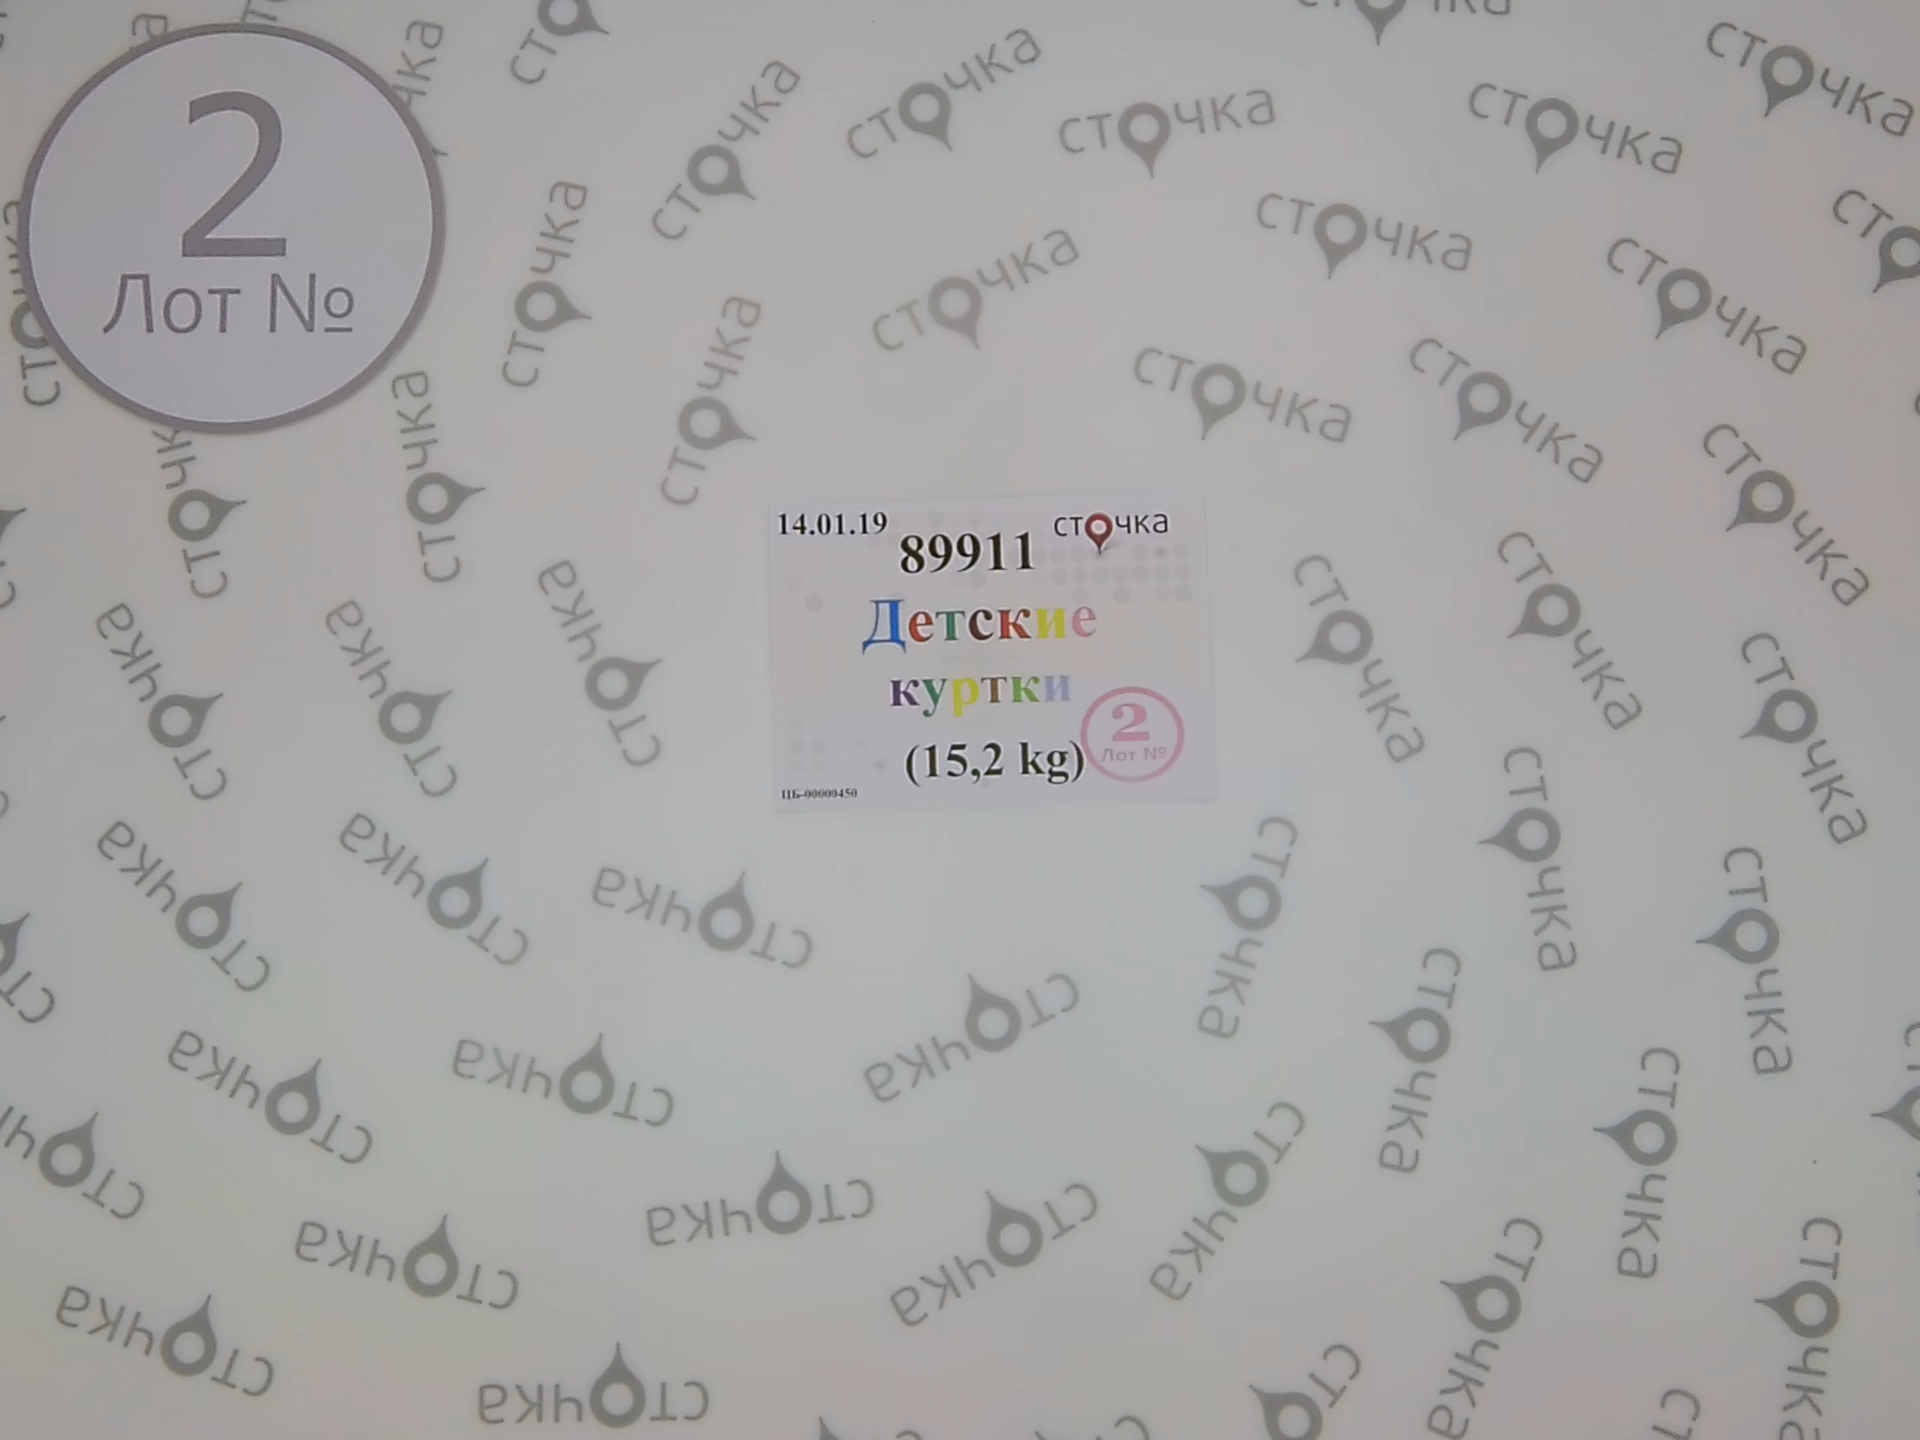 2
Лот №
14.01.19
сточка
89911
Детские
куртки
(15,2 kg)
2
Лот №
ЦБ-00000450
сточка